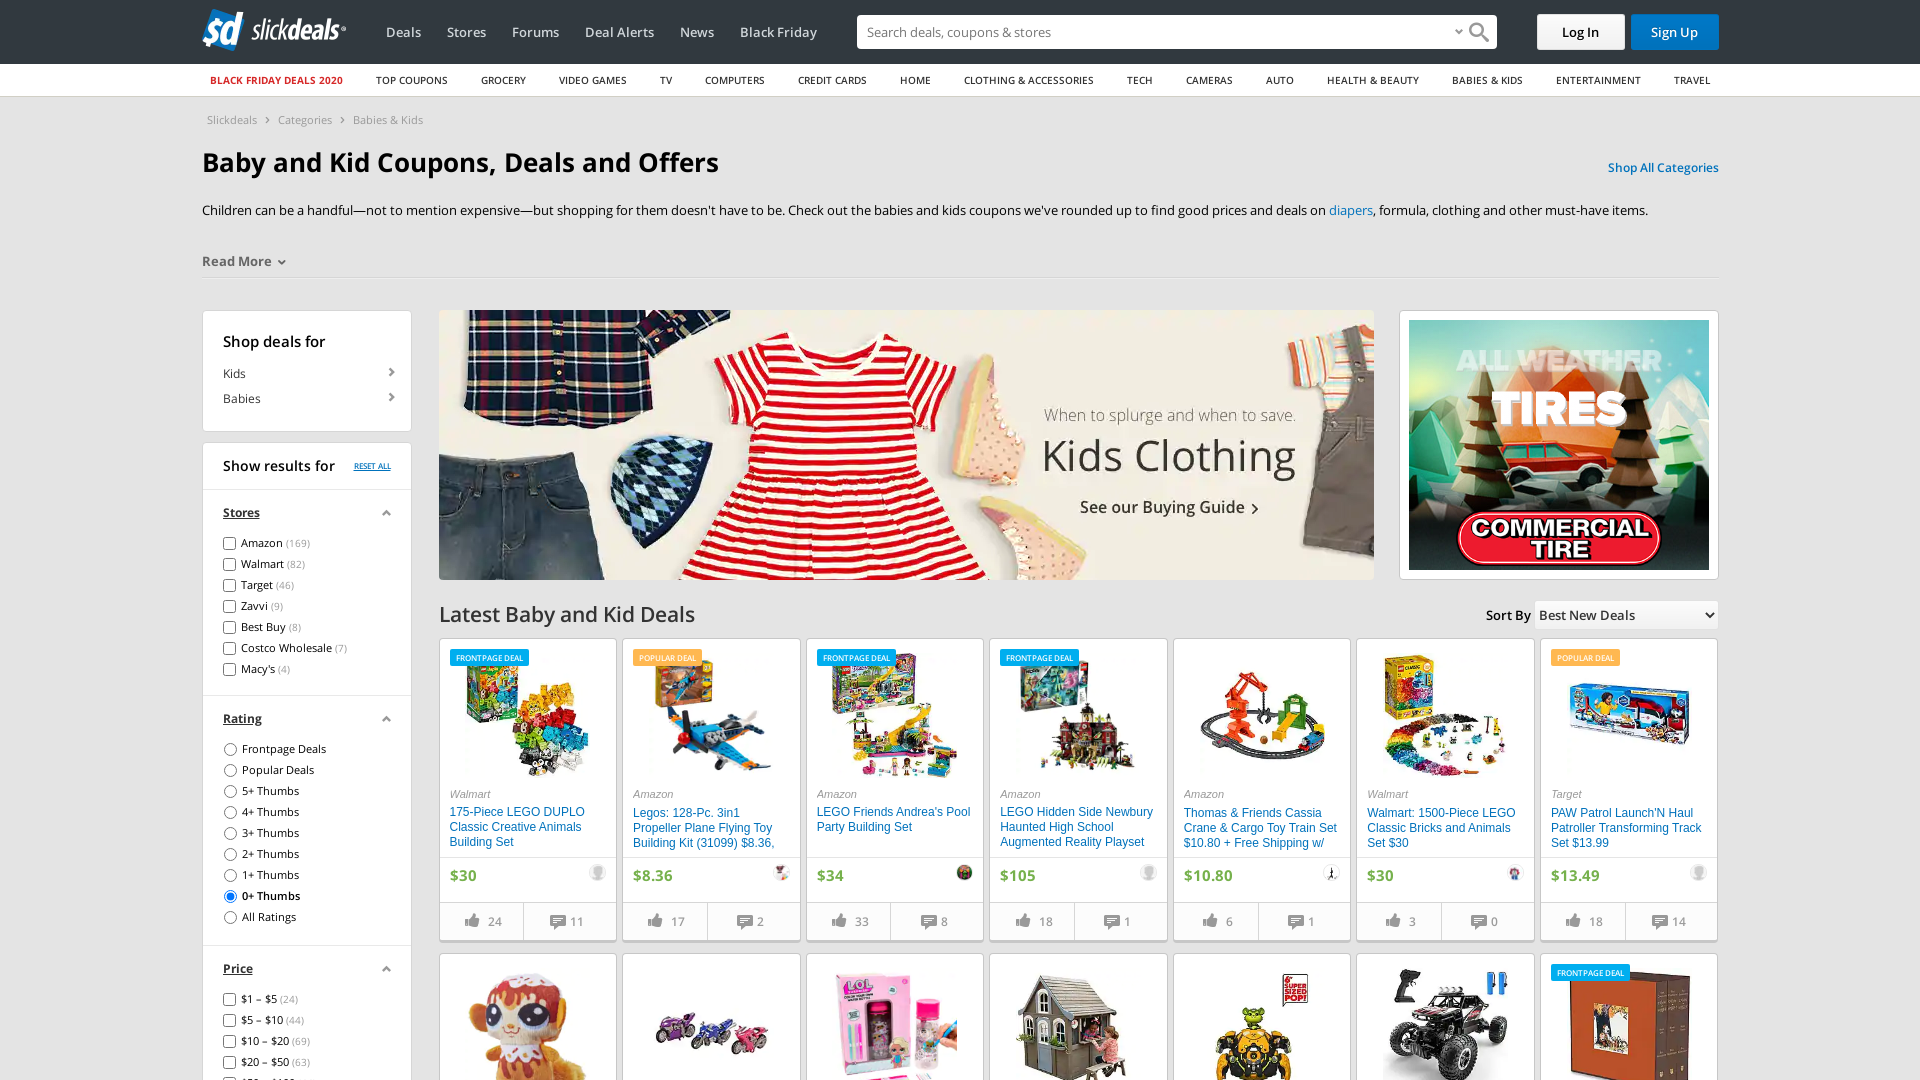 slickdeals
Deals
Stores
Forums
Deal Alerts
News
Black Friday
Search deals, coupons & stores
Log In
Sign Up
BLACK FRIDAY DEALS 2020
TOP COUPONS
GROCERY
VIDEO GAMES
TV
COMPUTERS
CREDIT CARDS
HOME
CLOTHING & ACCESSORIES
TECH
CAMERAS
AUTO
HEALTH & BEAUTY
BABIES & KIDS
ENTERTAINMENT
TRAVEL
Slickdeals > Categories > Babies & Kids
Baby and Kid Coupons, Deals and Offers
Shop All Categories
Children can be a handful—not to mention expensive—but shopping for them doesn't have to be. Check out the babies and kids coupons we've rounded up to find good prices and deals on diapers, formula, clothing and other must-have items.
Read More
Shop deals for
Kids
Babies
Show results for
RESET ALL
Stores
Amazon (169)
Walmart (82)
Target (46)
Zavvi (9)
Best Buy (8)
Costco Wholesale (7)
Macy's (4)
Rating
Frontpage Deals
Popular Deals
5+ Thumbs
4+ Thumbs
3+ Thumbs
2+ Thumbs
1+ Thumbs
0+ Thumbs
All Ratings
Price
$1 – $5 (24)
$5 – $10 (44)
$10 – $20 (69)
$20 – $50 (63)
When to splurge and when to save.
Kids Clothing
See our Buying Guide >
ALL WEATHER
TIRES
COMMERCIAL
TIRE
Latest Baby and Kid Deals
Sort By Best New Deals
FRONTPAGE DEAL
Walmart
175-Piece LEGO DUPLO
Classic Creative Animals
Building Set
$30
24
11
POPULAR DEAL
Amazon
Legos: 128-Pc. 3in1
Propeller Plane Flying Toy
Building Kit (31099) $8.36,
$8.36
17
2
FRONTPAGE DEAL
Amazon
LEGO Friends Andrea's Pool
Party Building Set
$34
33
8
FRONTPAGE DEAL
Amazon
LEGO Hidden Side Newbury
Haunted High School
Augmented Reality Playset
$105
18
1
Amazon
Thomas & Friends Cassia
Crane & Cargo Toy Train Set
$10.80 + Free Shipping w/
$10.80
6
1
Walmart
Walmart: 1500-Piece LEGO
Classic Bricks and Animals
Set $30
$30
3
0
POPULAR DEAL
Target
PAW Patrol Launch'N Haul
Patroller Transforming Track
Set $13.99
$13.49
18
14
LOL
SUPER
SIZED
POP!
FRONTPAGE DEAL